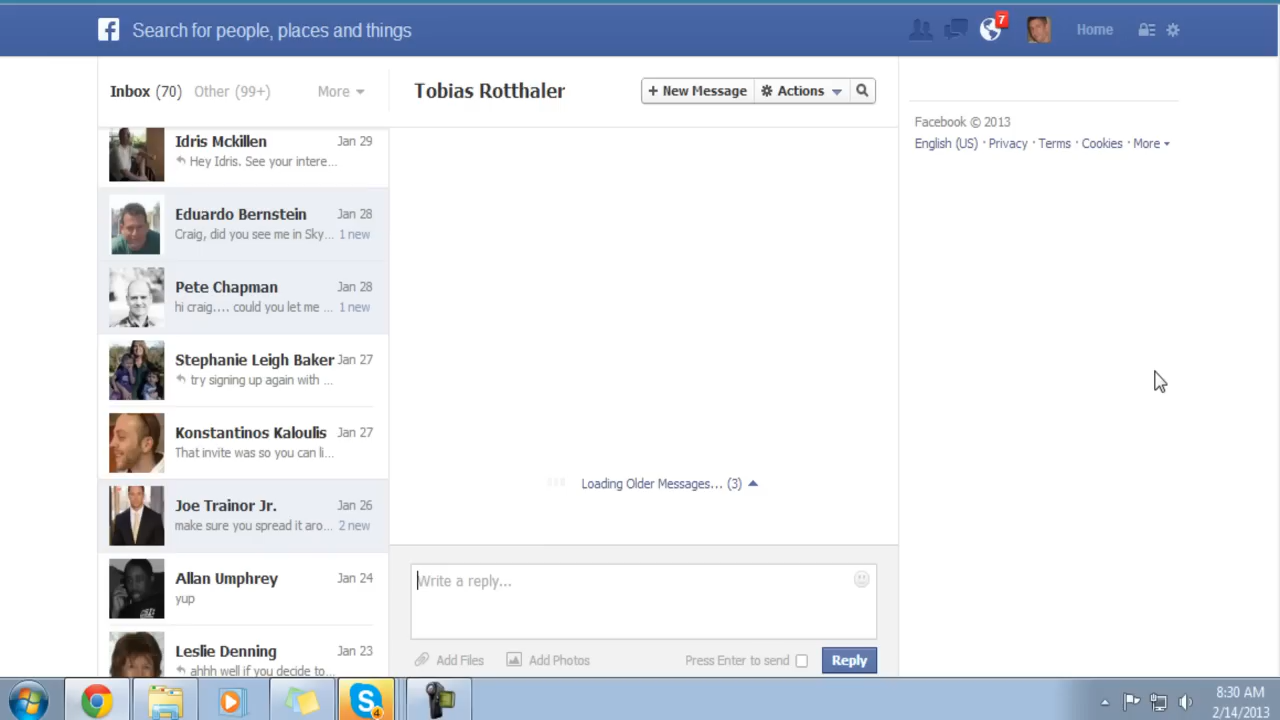 Search for people, places and things
7
Home
Inbox (70)
Other (99+)
More
Tobias Rotthaler
+ New Message
Actions
Idris Mckillen
Jan 29
Hey Idris. See your intere...
Eduardo Bernstein
Jan 28
Craig, did you see me in Sky...
1 new
Pete Chapman
Jan 28
hi craig.... could you let me ...
1 new
Stephanie Leigh Baker
Jan 27
try signing up again with ...
Konstantinos Kaloulis
Jan 27
That invite was so you can li...
Joe Trainor Jr.
Jan 26
make sure you spread it aro...
2 new
Allan Umphrey
Jan 24
yup
Leslie Denning
Jan 23
ahhh well if you decide to...
Loading Older Messages... (3)
Write a reply...
Add Files
Add Photos
Press Enter to send
Reply
Facebook © 2013
English (US) · Privacy · Terms · Cookies · More
4
8:30 AM
2/14/2013